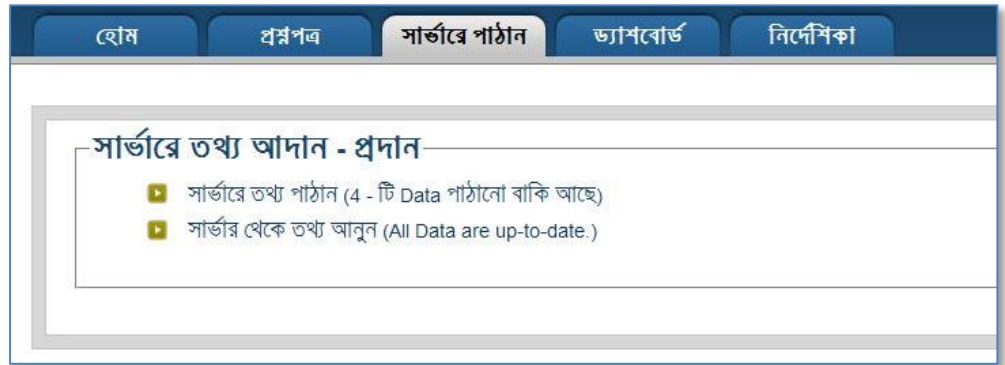 হোম প্রশ্নপত্র সার্ভারে পাঠান ড্যাশবোর্ড নির্দেশিকা
সার্ভারে তথ্য আদান - প্রদান
সার্ভারে তথ্য পাঠান (4 - টি Data পাঠানো বাকি আছে)
সার্ভার থেকে তথ্য আনুন (All Data are up-to-date.)